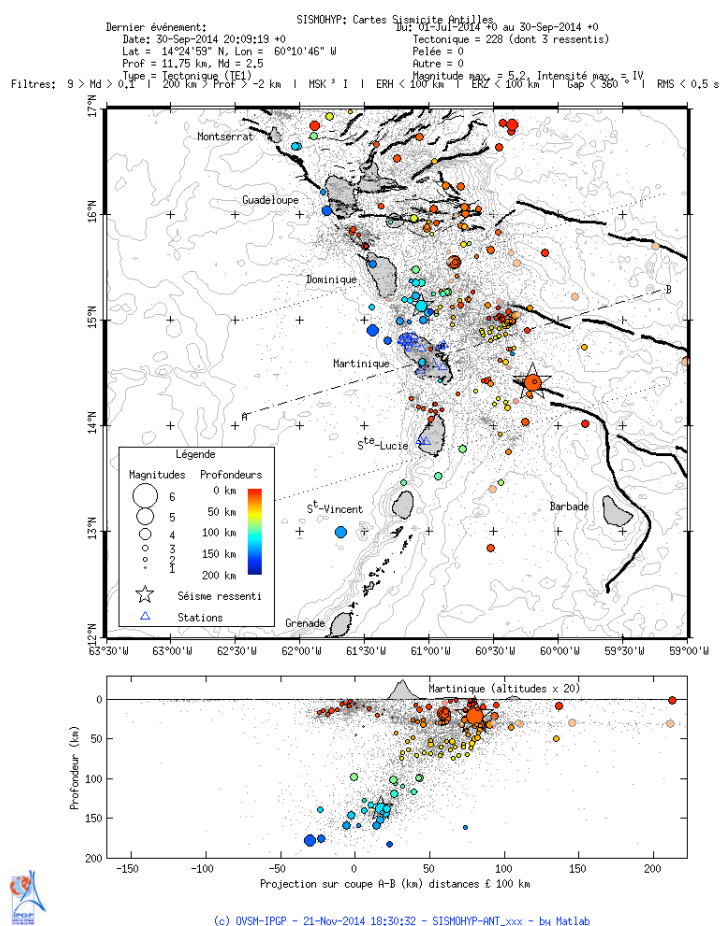 SISMOHYP: Cartes Sismicite Antilles
Dernier événement:
Date: 30-Sep-2014 20:09:19 +0
Lat = 14°24'59" N, Lon = 60°10'46" W
Prof = 11.75 km, Md = 2.5
Type = Tectonique (TE1)
Du: 01-Jul-2014 +0 au 30-Sep-2014 +0
Tectonique = 228 (dont 3 ressentis)
Pelée = 0
Autre = 0
Magnitude max. = 5.2, Intensité max. = IV
Filtres: 9 > Md > 0.1 | 200 km > Prof > -2 km | MSK ³ I | ERH < 100 km | ERZ < 100 km | Gap < 360 ° | RMS < 0.5 s
17°N
16°N
15°N
14°N
13°N
12°N
Montserrat
Guadeloupe
Dominique
B
Martinique
A
Ste-Lucie
St-Vincent
Barbade
Grenade
Légende
Magnitudes Profondeurs
6
5
4
3
2
1
0 km
50 km
100 km
150 km
200 km
Séisme ressenti
Stations
63°30'W 63°00'W 62°30'W 62°00'W 61°30'W 61°00'W 60°30'W 60°00'W 59°30'W 59°00'W
Martinique (altitudes x 20)
Profondeur (km)
0
50
100
150
200
−150 −100 −50 0 50 100 150 200
Projection sur coupe A-B (km) distances £ 100 km
IPGP
(c) OVSM-IPGP - 21-Nov-2014 18:30:32 - SISMOHYP-ANT_xxx - by Matlab